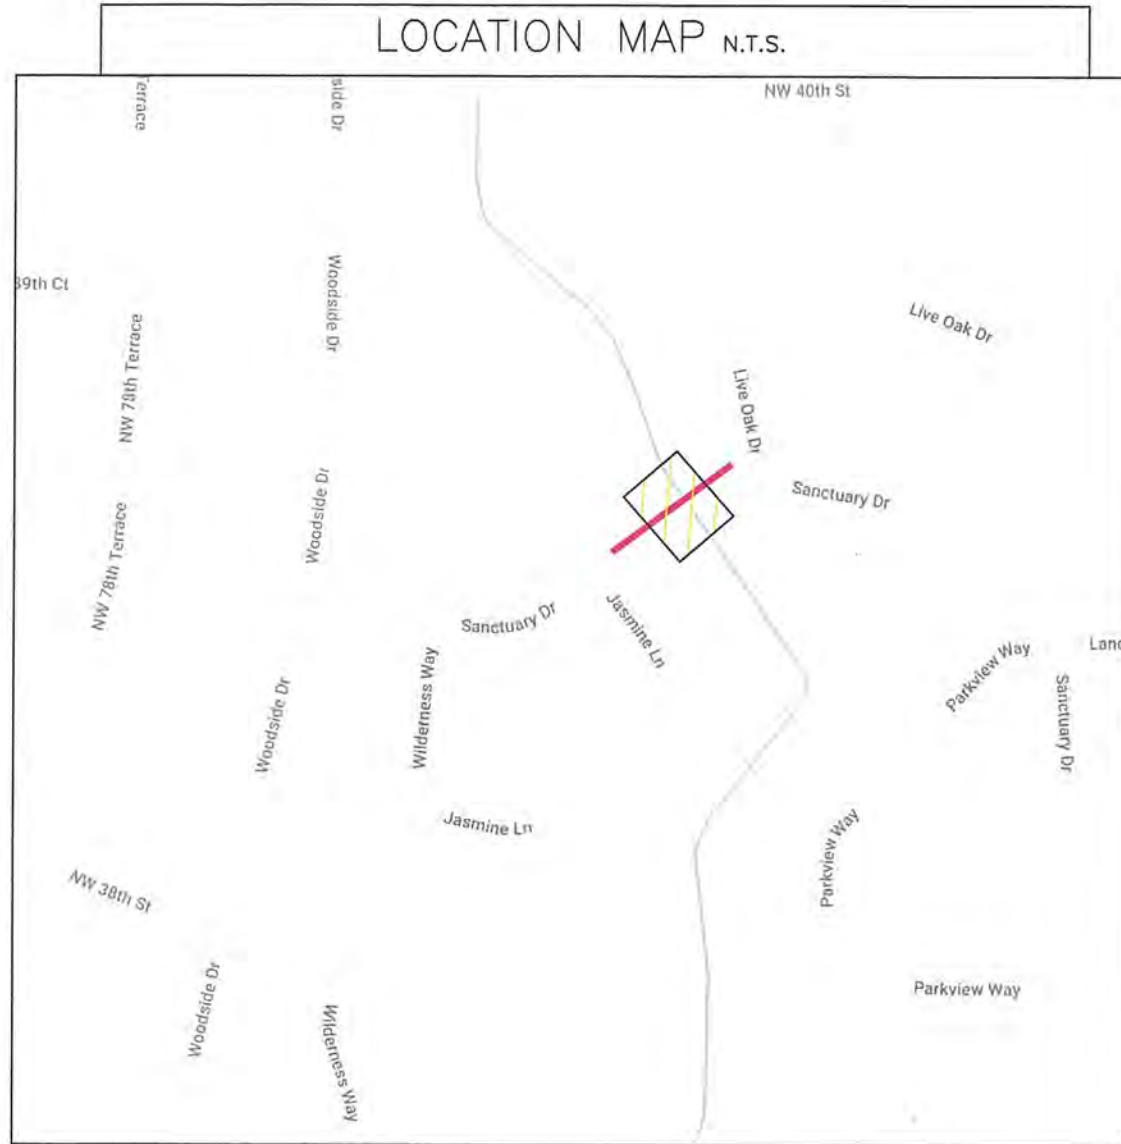 LOCATION MAP N.T.S.
Terrace
side Dr
NW 40th St
Woodside Dr
39th Ct
Live Oak Dr
NW 78th Terrace
Live Oak Dr
Sanctuary Dr
Woodside Dr
NW 78th Terrace
Sanctuary Dr
Jasmine Ln
Parkview Way
Land
Wilderness Way
Sanctuary Dr
Woodside Dr
Jasmine Ln
Parkview Way
NW 38th St
Parkview Way
Woodside Dr
Wilderness Way